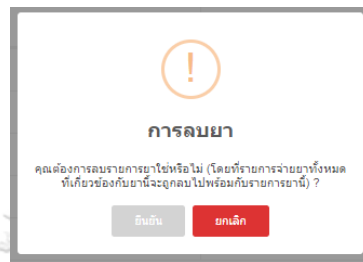 !
การลบยา
คุณต้องการลบรายการยาใช่หรือไม่ (โดยที่รายการจ่ายยาทั้งหมด
ที่เกี่ยวข้องกับยานี้จะถูกลบไปพร้อมกับรายการยานี้) ?
ยืนยัน ยกเลิก